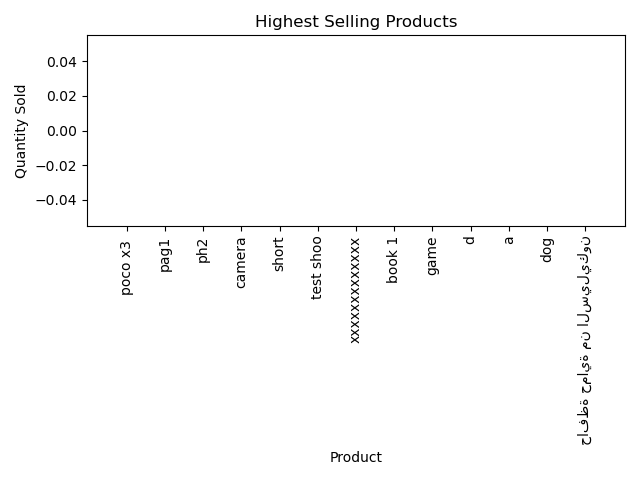 Highest Selling Products
Quantity Sold
0.04
0.02
0.00
−0.02
−0.04
poco x3
pag1
ph2
camera
short
test shoo
xxxxxxxxxxxxxx
book 1
game
d
a
dog
حافظة حماية من السيليكون
Product